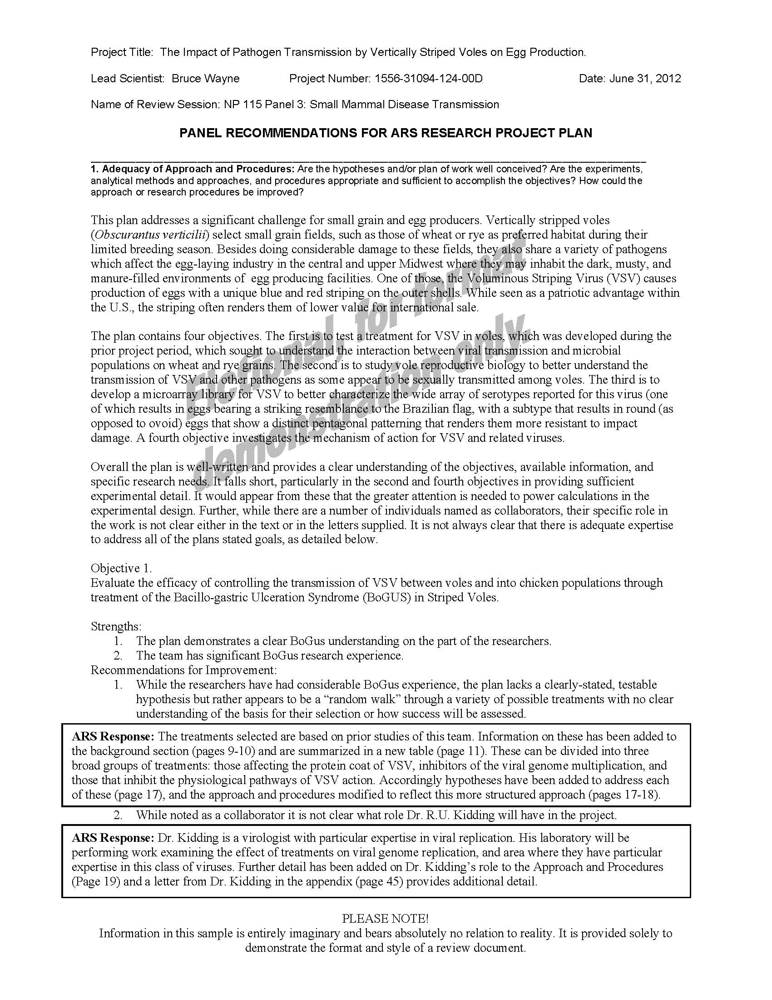 Project Title:  The Impact of Pathogen Transmission by Vertically Striped Voles on Egg Production.
Lead Scientist:  Bruce Wayne Project Number: 1556-31094-124-00D Date: June 31, 2012
Name of Review Session: NP 115 Panel 3: Small Mammal Disease Transmission
PANEL RECOMMENDATIONS FOR ARS RESEARCH PROJECT PLAN
1. Adequacy of Approach and Procedures: Are the hypotheses and/or plan of work well conceived? Are the experiments,
analytical methods and approaches, and procedures appropriate and sufficient to accomplish the objectives? How could the
approach or research procedures be improved?
This plan addresses a significant challenge for small grain and egg producers. Vertically stripped voles
(Obscurantus verticilii) select small grain fields, such as those of wheat or rye as preferred habitat during their
limited breeding season. Besides doing considerable damage to these fields, they also share a variety of pathogens
which affect the egg-laying industry in the central and upper Midwest where they may inhabit the dark, musty, and
manure-filled environments of  egg producing facilities. One of those, the Voluminous Striping Virus (VSV) causes
production of eggs with a unique blue and red striping on the outer shells. While seen as a patriotic advantage within
the U.S., the striping often renders them of lower value for international sale.
The plan contains four objectives. The first is to test a treatment for VSV in voles, which was developed during the
prior project period, which sought to understand the interaction between viral transmission and microbial
populations on wheat and rye grains. The second is to study vole reproductive biology to better understand the
transmission of VSV and other pathogens as some appear to be sexually transmitted among voles. The third is to
develop a microarray library for VSV to better characterize the wide array of serotypes reported for this virus (one
of which results in eggs bearing a striking resemblance to the Brazilian flag, with a subtype that results in round (as
opposed to ovoid) eggs that show a distinct pentagonal patterning that renders them more resistant to impact
damage. A fourth objective investigates the mechanism of action for VSV and related viruses.
Overall the plan is well-written and provides a clear understanding of the objectives, available information, and
specific research needs. It falls short, particularly in the second and fourth objectives in providing sufficient
experimental detail. It would appear from these that the greater attention is needed to power calculations in the
experimental design. Further, while there are a number of individuals named as collaborators, their specific role in
the work is not clear either in the text or in the letters supplied. It is not always clear that there is adequate expertise
to address all of the plans stated goals, as detailed below.
Fictional, for format
demonstration only.
Objective 1.
Evaluate the efficacy of controlling the transmission of VSV between voles and into chicken populations through
treatment of the Bacillo-gastric Ulceration Syndrome (BoGUS) in Striped Voles.
Strengths:
1. The plan demonstrates a clear BoGus understanding on the part of the researchers.
2. The team has significant BoGus research experience.
Recommendations for Improvement:
1. While the researchers have had considerable BoGus experience, the plan lacks a clearly-stated, testable
hypothesis but rather appears to be a “random walk” through a variety of possible treatments with no clear
understanding of the basis for their selection or how success will be assessed.
ARS Response: The treatments selected are based on prior studies of this team. Information on these has been added to
the background section (pages 9-10) and are summarized in a new table (page 11). These can be divided into three
broad groups of treatments: those affecting the protein coat of VSV, inhibitors of the viral genome multiplication, and
those that inhibit the physiological pathways of VSV action. Accordingly hypotheses have been added to address each
of these (page 17), and the approach and procedures modified to reflect this more structured approach (pages 17-18).
2. While noted as a collaborator it is not clear what role Dr. R.U. Kidding will have in the project.
ARS Response: Dr. Kidding is a virologist with particular expertise in viral replication. His laboratory will be
performing work examining the effect of treatments on viral genome replication, and area where they have particular
expertise in this class of viruses. Further detail has been added on Dr. Kidding’s role to the Approach and Procedures
(Page 19) and a letter from Dr. Kidding in the appendix (page 45) provides additional detail.
PLEASE NOTE!
Information in this sample is entirely imaginary and bears absolutely no relation to reality. It is provided solely to
demonstrate the format and style of a review document.